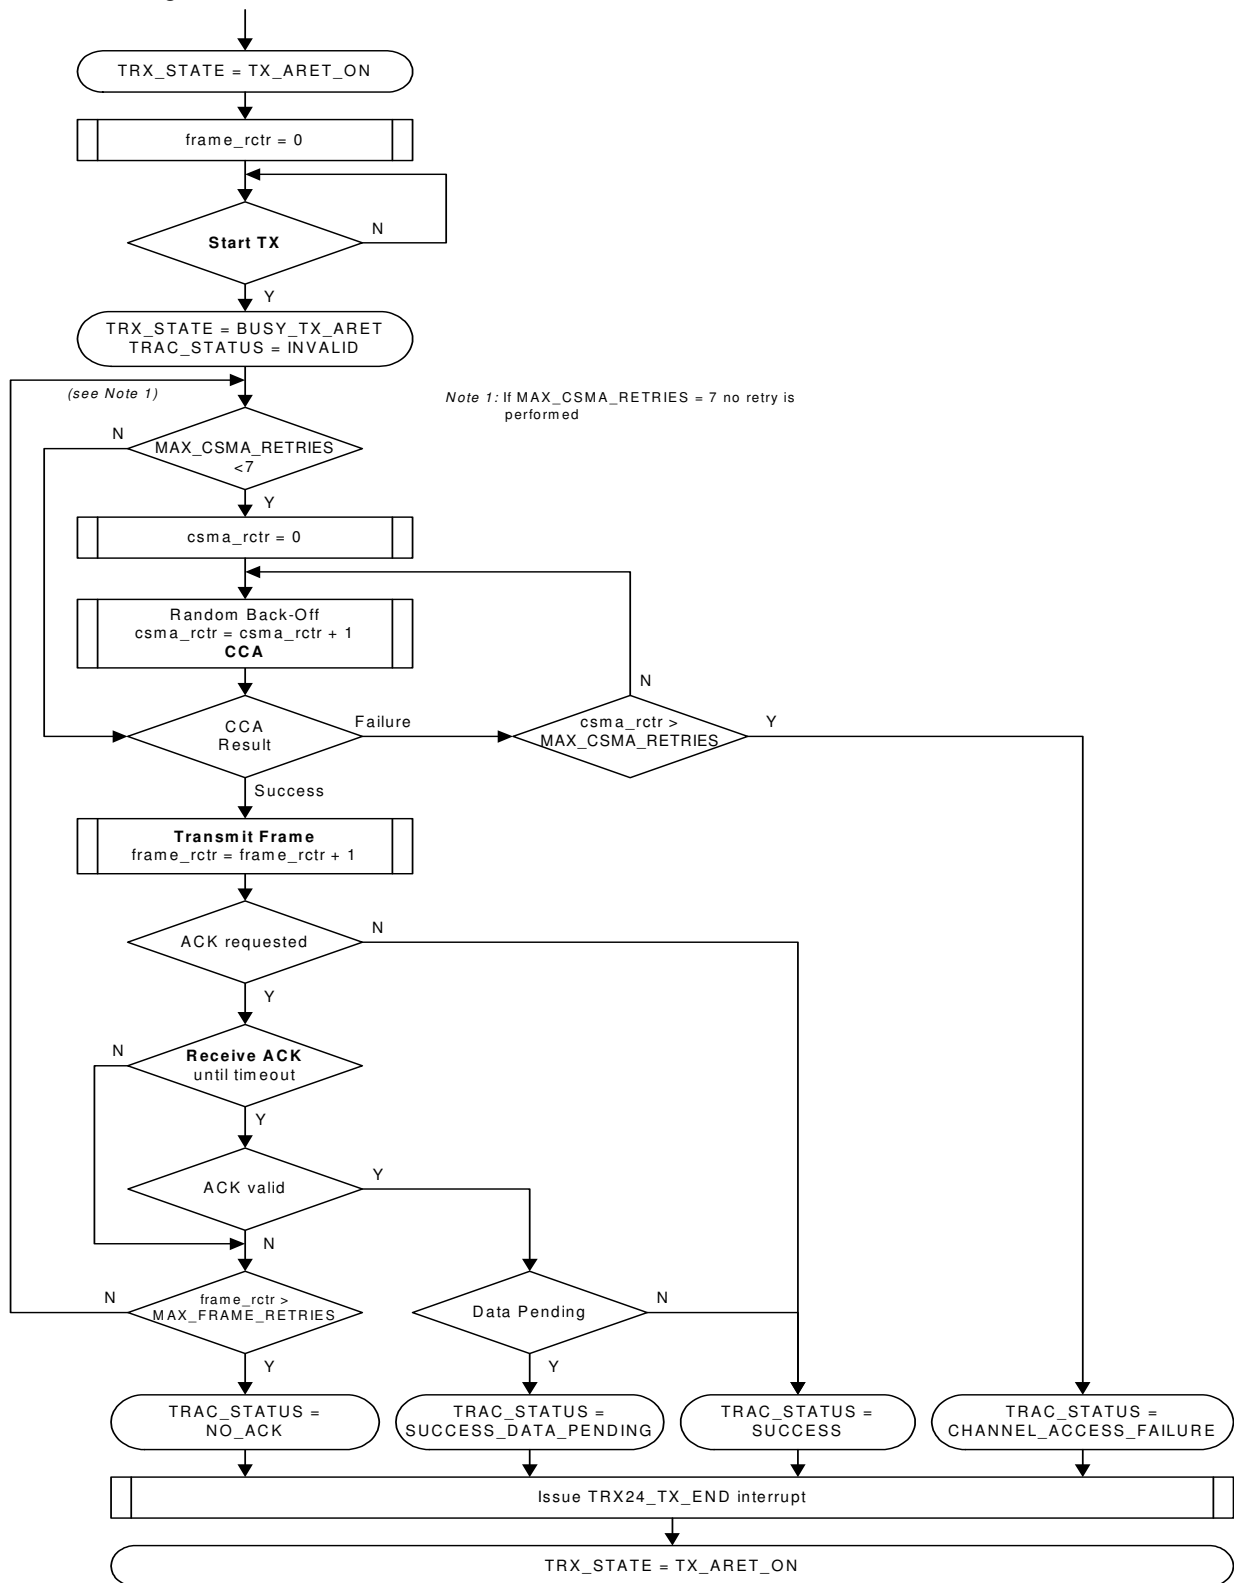 TRX_STATE = TX_ARET_ON
frame_rctr = 0
N
Start TX
Y
TRX_STATE = BUSY_TX_ARET
TRAC_STATUS = INVALID
(see Note 1)
Note 1: If MAX_CSMA_RETRIES = 7 no retry is
performed
N
MAX_CSMA_RETRIES
<7
Y
csma_rctr = 0
Random Back-Off
csma_rctr = csma_rctr + 1
CCA
N
CCA
Result
Failure
csma_rctr >
MAX_CSMA_RETRIES
Y
Success
Transmit Frame
frame_rctr = frame_rctr + 1
ACK requested
N
Y
N
Receive ACK
until timeout
Y
ACK valid
Y
N
N
frame_rctr >
MAX_FRAME_RETRIES
Data Pending
N
Y
Y
TRAC_STATUS =
NO_ACK
TRAC_STATUS =
SUCCESS_DATA_PENDING
TRAC_STATUS =
SUCCESS
TRAC_STATUS =
CHANNEL_ACCESS_FAILURE
Issue TRX24_TX_END interrupt
TRX_STATE = TX_ARET_ON